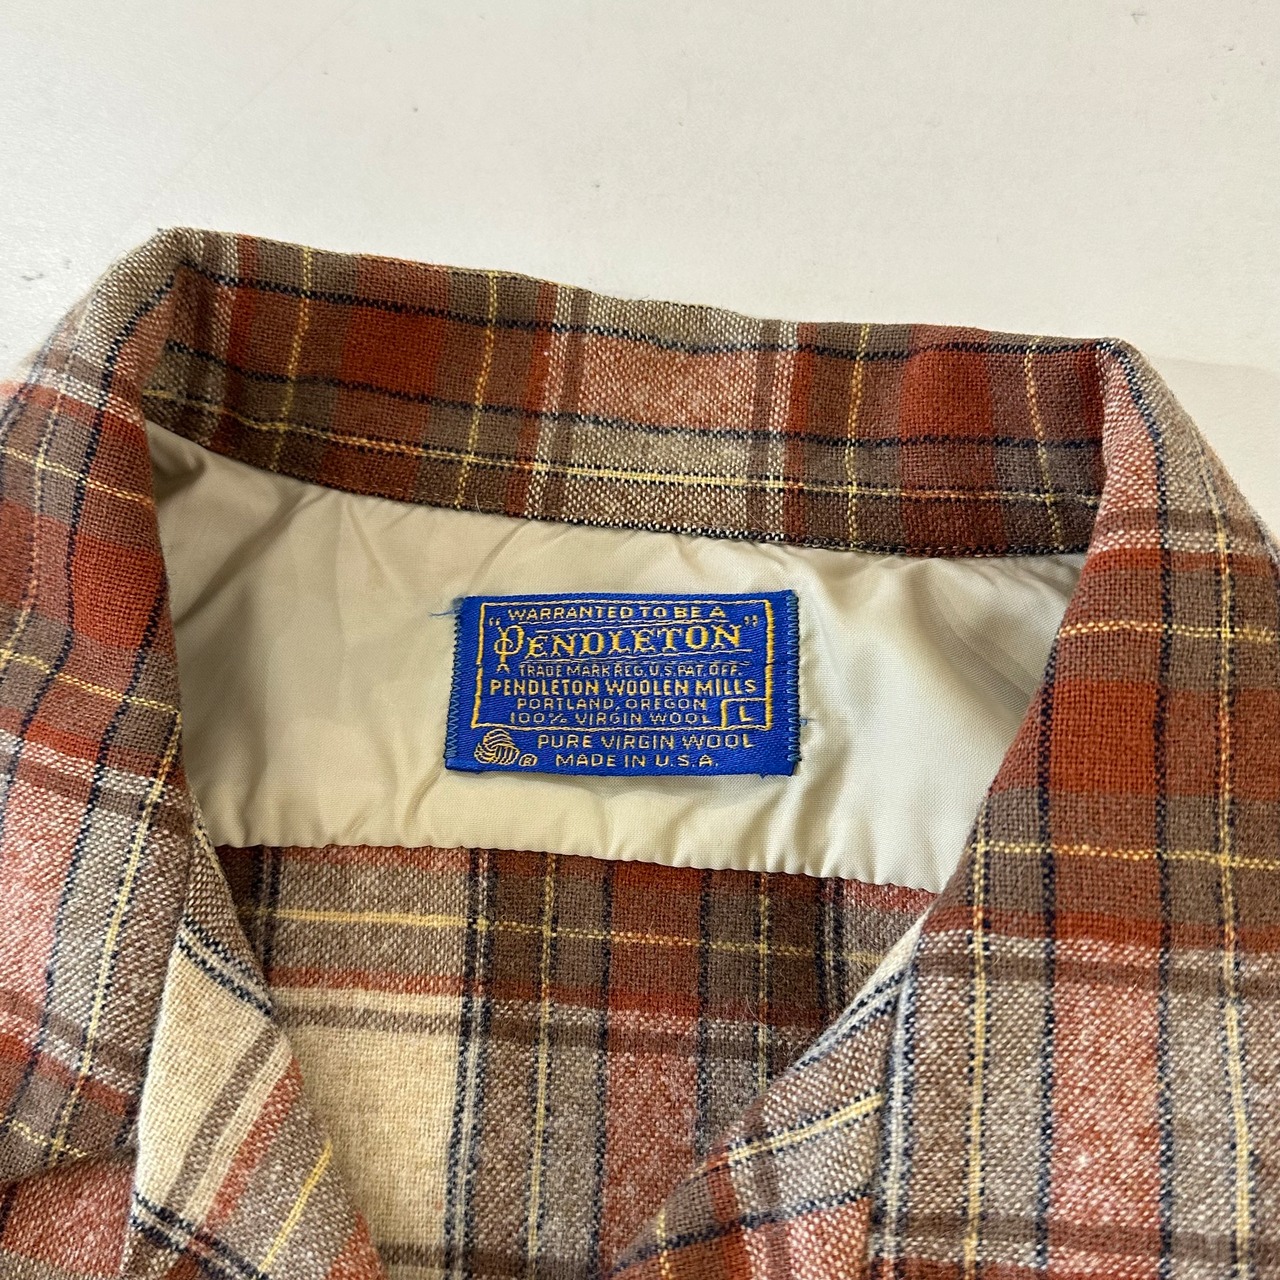 WARRANTED TO BE A
"PENDLETON"
TRADE MARK REG. U.S. PAT. OFF.
PENDLETON WOOLEN MILLS
PORTLAND, OREGON
100% VIRGIN WOOL L
PURE VIRGIN WOOL
® MADE IN U.S.A.